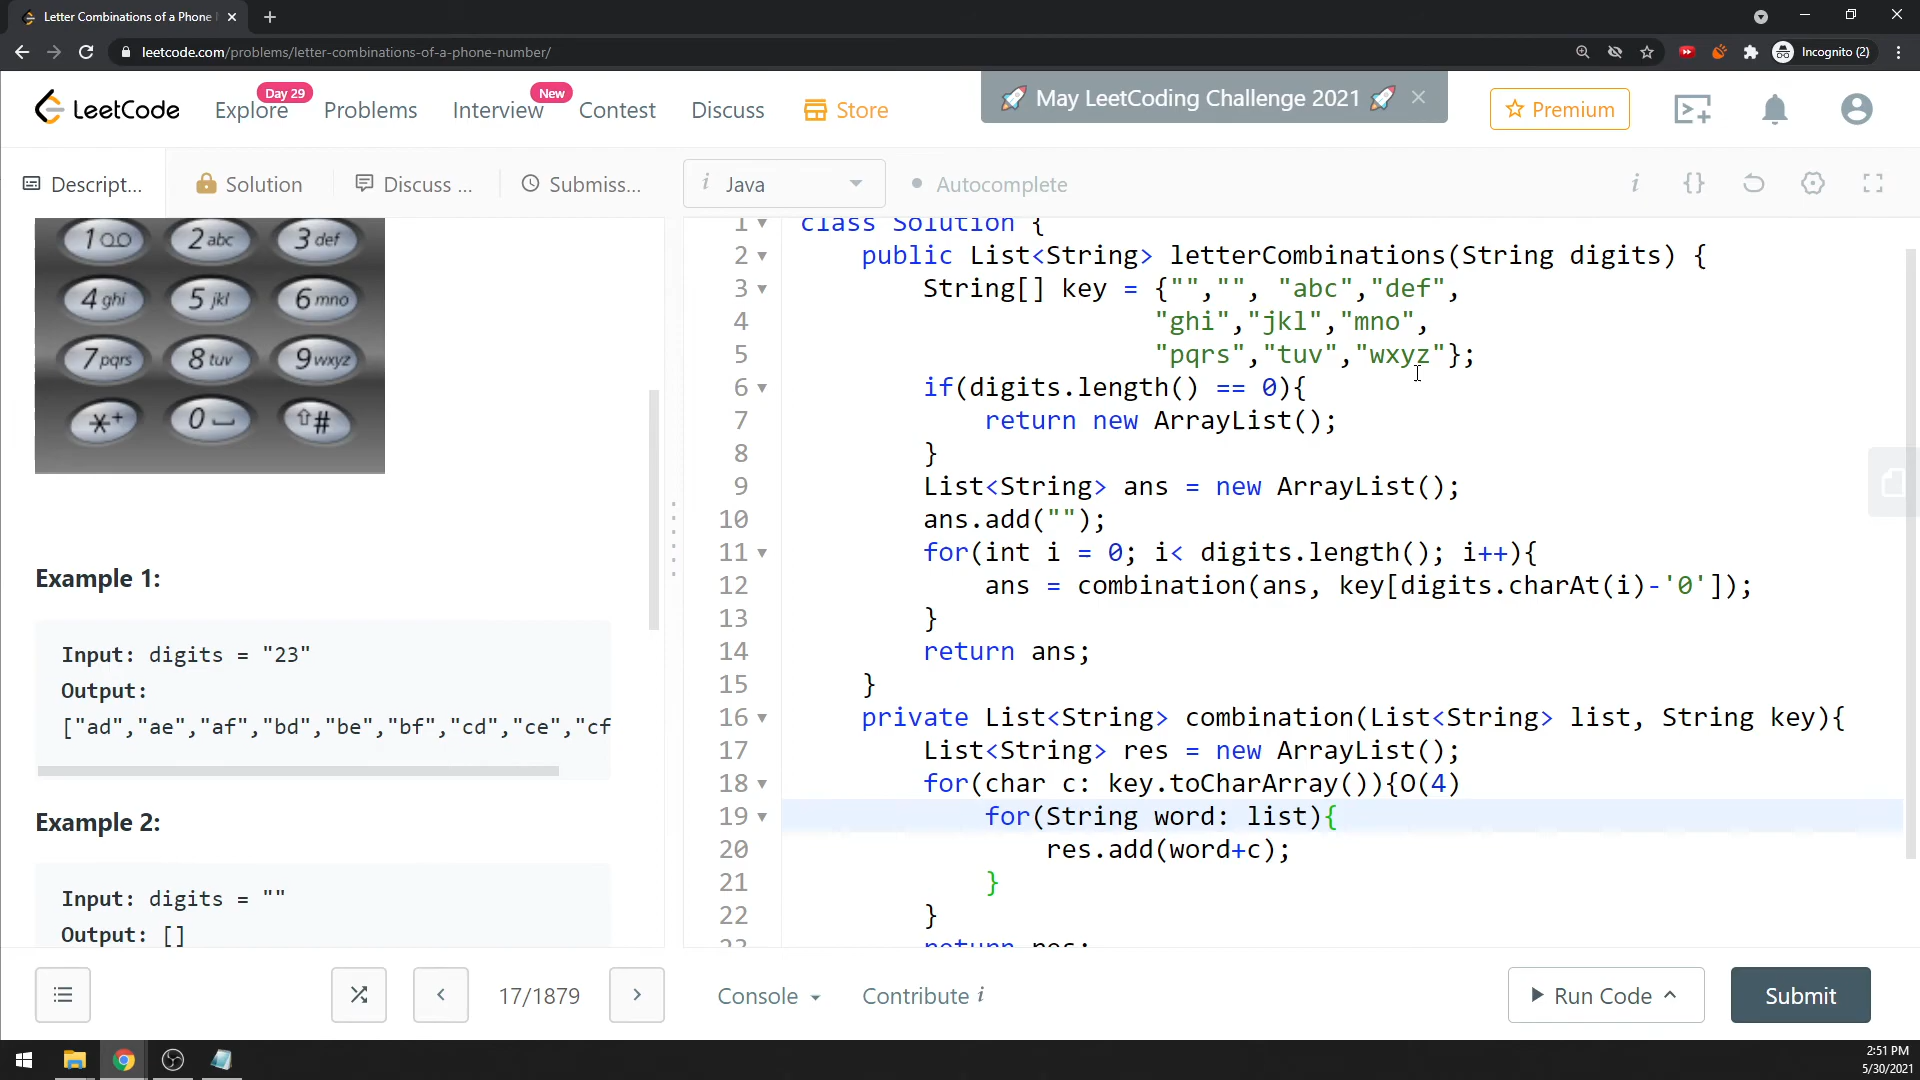 Letter Combinations of a Phone
leetcode.com/problems/letter-combinations-of-a-phone-number/
Incognito (2)
LeetCode
Explore
Day 29
Problems
Interview
New
Contest
Discuss
Store
🚀 May LeetCoding Challenge 2021 🚀
Premium
Descript...
Solution
Discuss ...
Submiss...
i Java
Autocomplete
1 2 abc 3 def
4 ghi 5 jkl 6 mno
7 pqrs 8 tuv 9 wxyz
*+ 0 ⇧#
Example 1:
Input: digits = "23"
Output:
["ad","ae","af","bd","be","bf","cd","ce","cf
Example 2:
Input: digits = ""
Output: []
1 class Solution {
2 public List<String> letterCombinations(String digits) {
3 String[] key = {"","", "abc","def",
4 "ghi","jkl","mno",
5 "pqrs","tuv","wxyz"};
6 if(digits.length() == 0){
7 return new ArrayList();
8 }
9 List<String> ans = new ArrayList();
10 ans.add("");
11 for(int i = 0; i< digits.length(); i++){
12 ans = combination(ans, key[digits.charAt(i)-'0']);
13 }
14 return ans;
15 }
16 private List<String> combination(List<String> list, String key){
17 List<String> res = new ArrayList();
18 for(char c: key.toCharArray()){O(4)
19 for(String word: list){
20 res.add(word+c);
21 }
22 }
23 return res;
17/1879
Console
Contribute i
Run Code
Submit
2:51 PM
5/30/2021